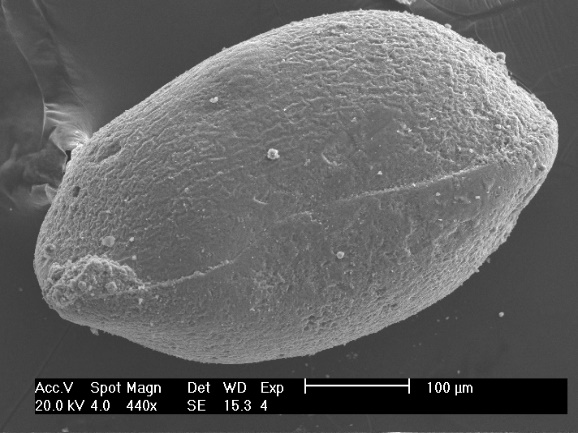 Acc.V Spot Magn Det WD Exp 100 µm
20.0 kV 4.0 440x SE 15.3 4